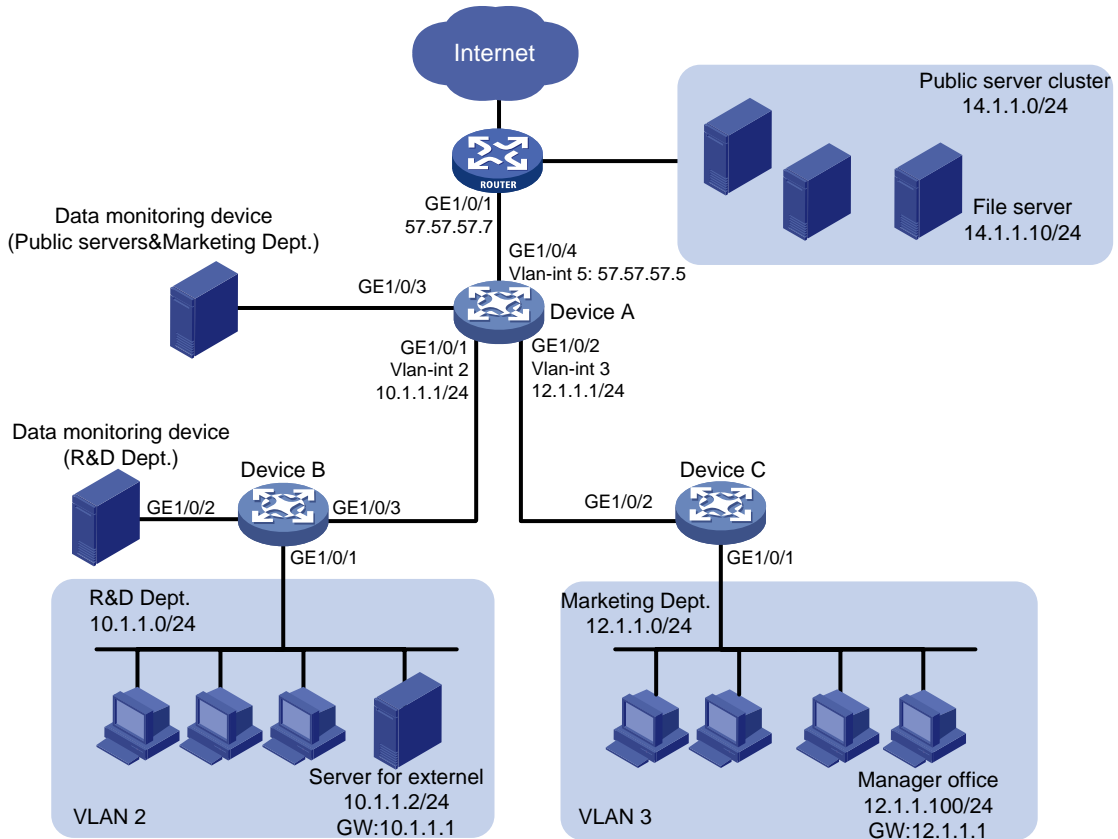 Internet
Public server cluster
14.1.1.0/24
ROUTER
GE1/0/1
57.57.57.7
File server
14.1.1.10/24
Data monitoring device
(Public servers&Marketing Dept.)
GE1/0/4
Vlan-int 5: 57.57.57.5
GE1/0/3
Device A
GE1/0/1
Vlan-int 2
10.1.1.1/24
GE1/0/2
Vlan-int 3
12.1.1.1/24
Data monitoring device
(R&D Dept.)
Device B
GE1/0/2
GE1/0/3
GE1/0/1
Device C
GE1/0/2
GE1/0/1
R&D Dept.
10.1.1.0/24
Server for externel
10.1.1.2/24
GW:10.1.1.1
VLAN 2
Marketing Dept.
12.1.1.0/24
Manager office
12.1.1.100/24
GW:12.1.1.1
VLAN 3